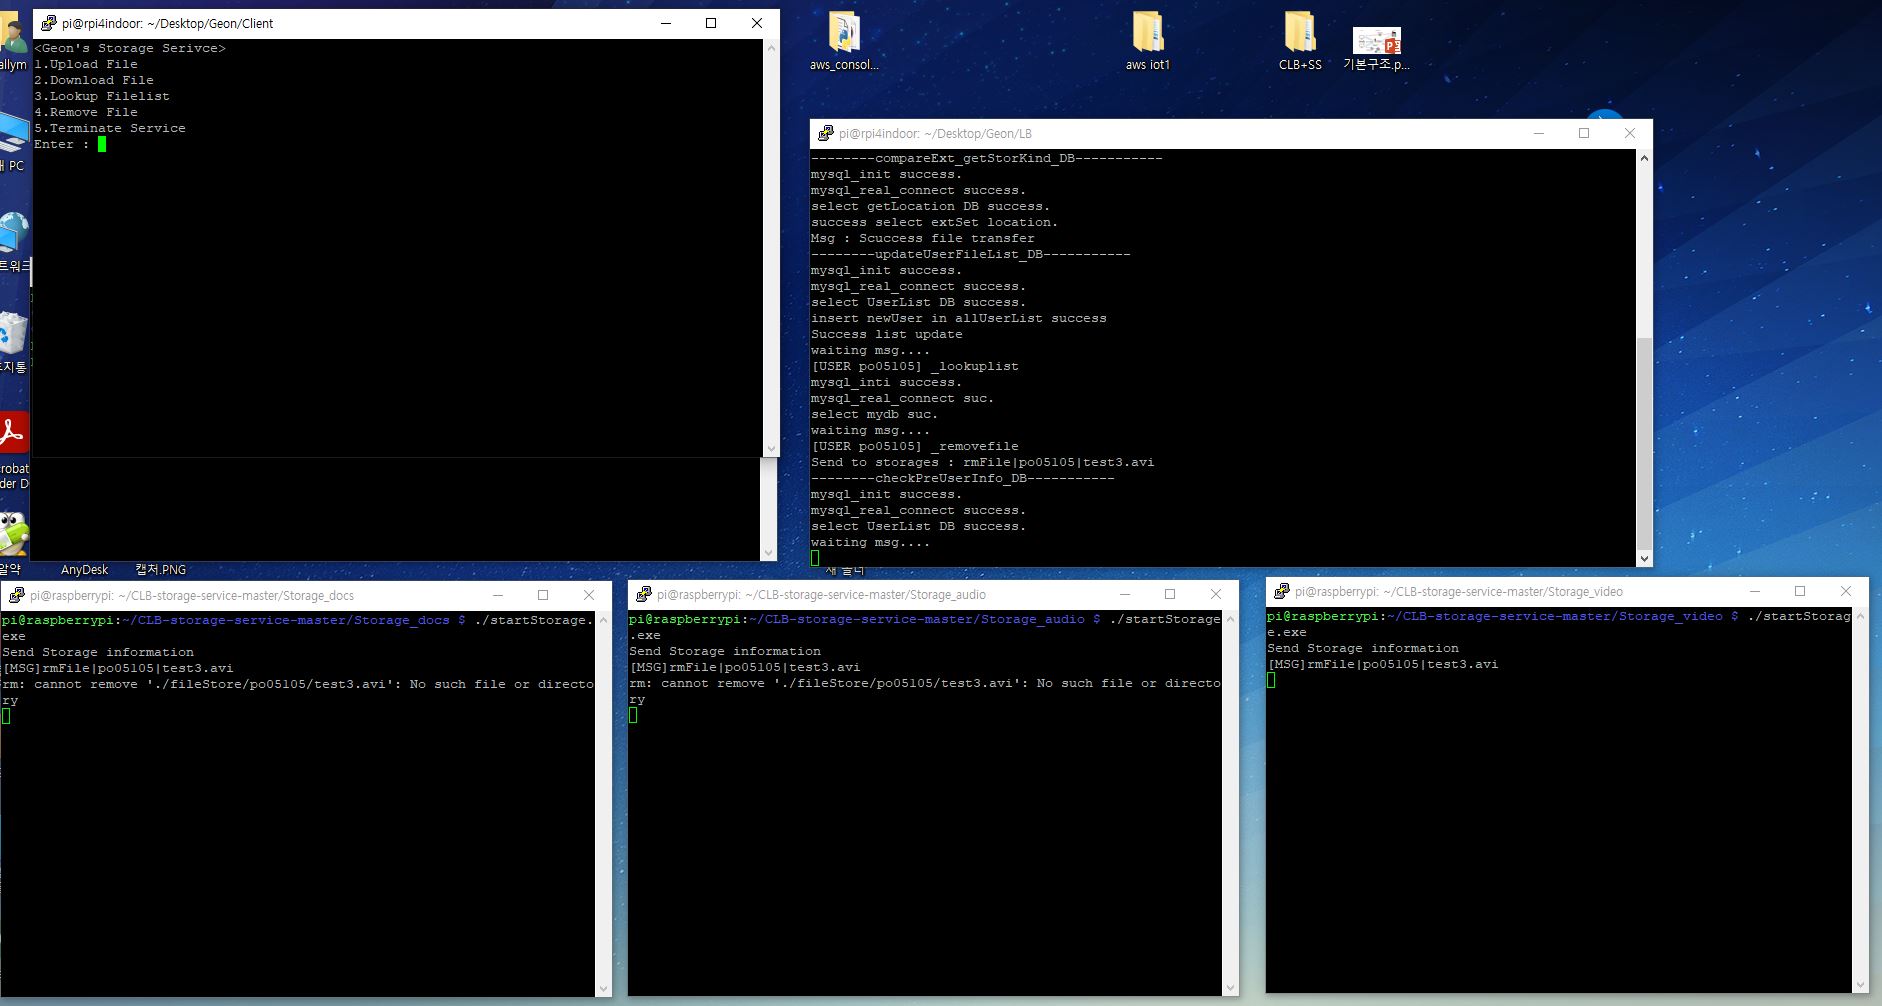 pi@rpi4indoor: ~/Desktop/Geon/Client
<Geon's Storage Serivce>
1.Upload File
2.Download File
3.Lookup Filelist
4.Remove File
5.Terminate Service
Enter :
aws_consol...
aws iot1
CLB+SS
기본구조.p...
pi@rpi4indoor: ~/Desktop/Geon/LB
--------compareExt_getStorKind_DB-----------
mysql_init success.
mysql_real_connect success.
select getLocation DB success.
success select extSet location.
Msg : Scuccess file transfer
--------updateUserFileList_DB-----------
mysql_init success.
mysql_real_connect success.
select UserList DB success.
insert newUser in allUserList success
Success list update
waiting msg....
[USER po05105] _lookuplist
mysql_inti success.
mysql_real_connect suc.
select mydb suc.
waiting msg....
[USER po05105] _removefile
Send to storages : rmFile|po05105|test3.avi
--------checkPreUserInfo_DB-----------
mysql_init success.
mysql_real_connect success.
select UserList DB success.
waiting msg....
allym
PC
트워크
지통
crobat
der D
알약
AnyDesk
캡처.PNG
새 폴더
pi@raspberrypi: ~/CLB-storage-service-master/Storage_docs
pi@raspberrypi:~/CLB-storage-service-master/Storage_docs $ ./startStorage.
exe
Send Storage information
[MSG]rmFile|po05105|test3.avi
rm: cannot remove './fileStore/po05105/test3.avi': No such file or directo
ry
pi@raspberrypi: ~/CLB-storage-service-master/Storage_audio
pi@raspberrypi:~/CLB-storage-service-master/Storage_audio $ ./startStorage
.exe
Send Storage information
[MSG]rmFile|po05105|test3.avi
rm: cannot remove './fileStore/po05105/test3.avi': No such file or directo
ry
pi@raspberrypi: ~/CLB-storage-service-master/Storage_video
pi@raspberrypi:~/CLB-storage-service-master/Storage_video $ ./startStorag
e.exe
Send Storage information
[MSG]rmFile|po05105|test3.avi